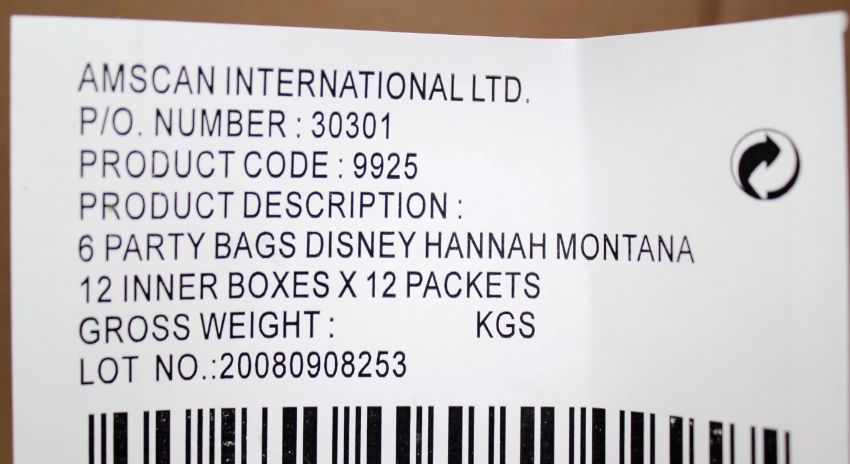 AMSCAN INTERNATIONAL LTD.
P/O. NUMBER : 30301
PRODUCT CODE : 9925
PRODUCT DESCRIPTION :
6 PARTY BAGS DISNEY HANNAH MONTANA
12 INNER BOXES X 12 PACKETS
GROSS WEIGHT : KGS
LOT NO.:20080908253